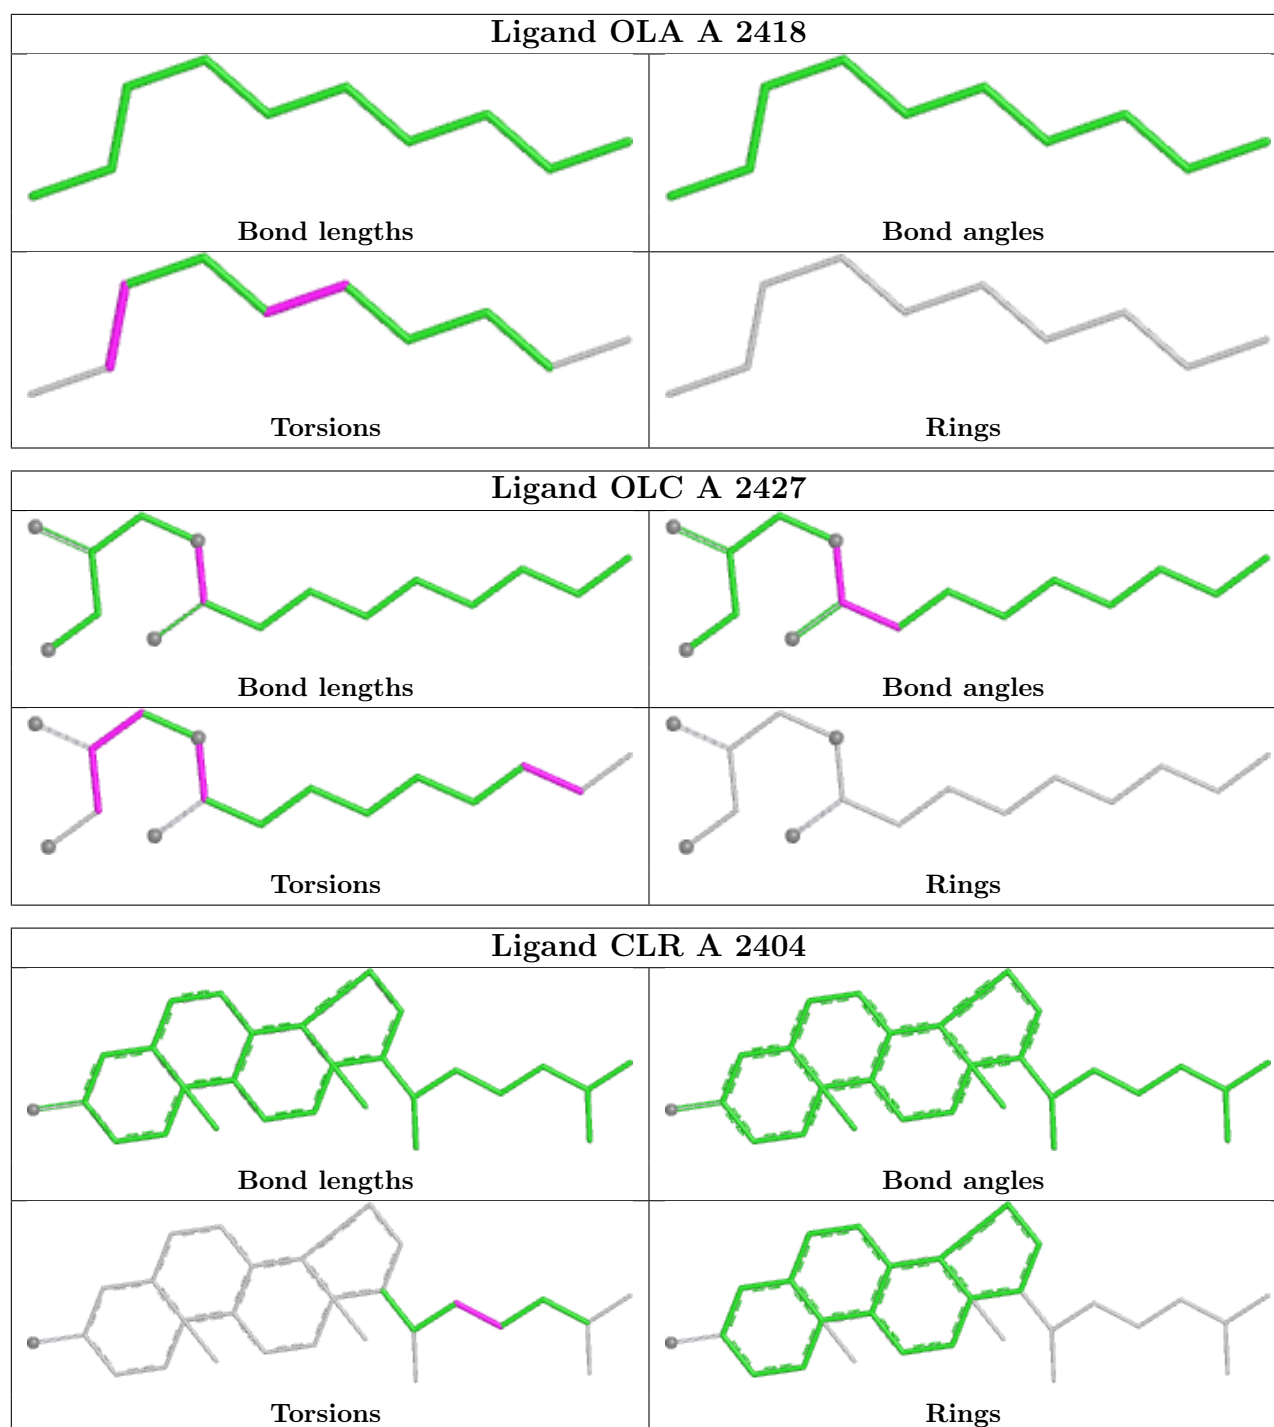 Ligand OLA A 2418
Bond lengths
Bond angles
Torsions
Rings
Ligand OLC A 2427
Bond lengths
Bond angles
Torsions
Rings
Ligand CLR A 2404
Bond lengths
Bond angles
Torsions
Rings